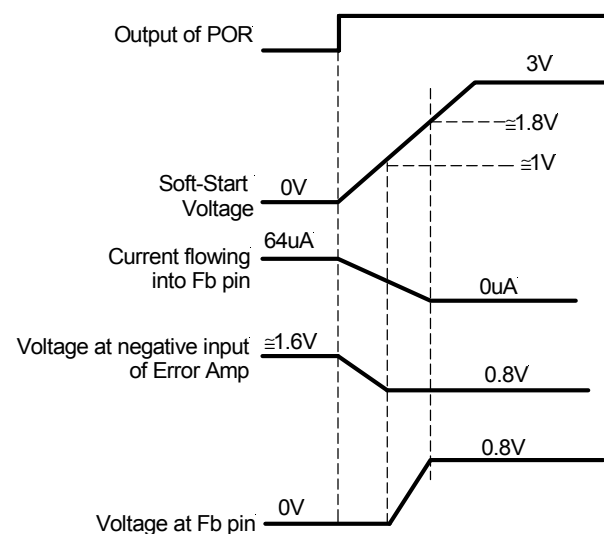 Output of POR
3V
≅1.8V
≅1V
Soft-Start
Voltage
0V
64uA
Current flowing
into Fb pin
0uA
Voltage at negative input
of Error Amp
≅1.6V
0.8V
0.8V
Voltage at Fb pin
0V